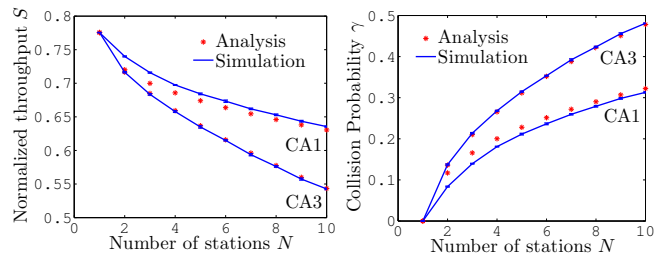 Normalized throughput S
0.8
0.75
0.7
0.65
0.6
0.55
0.5
Analysis
Simulation
CA1
CA3
0
2
4
6
8
10
Number of stations N
Collision Probability γ
0.5
0.4
0.3
0.2
0.1
0
Analysis
Simulation
CA3
CA1
0
2
4
6
8
10
Number of stations N